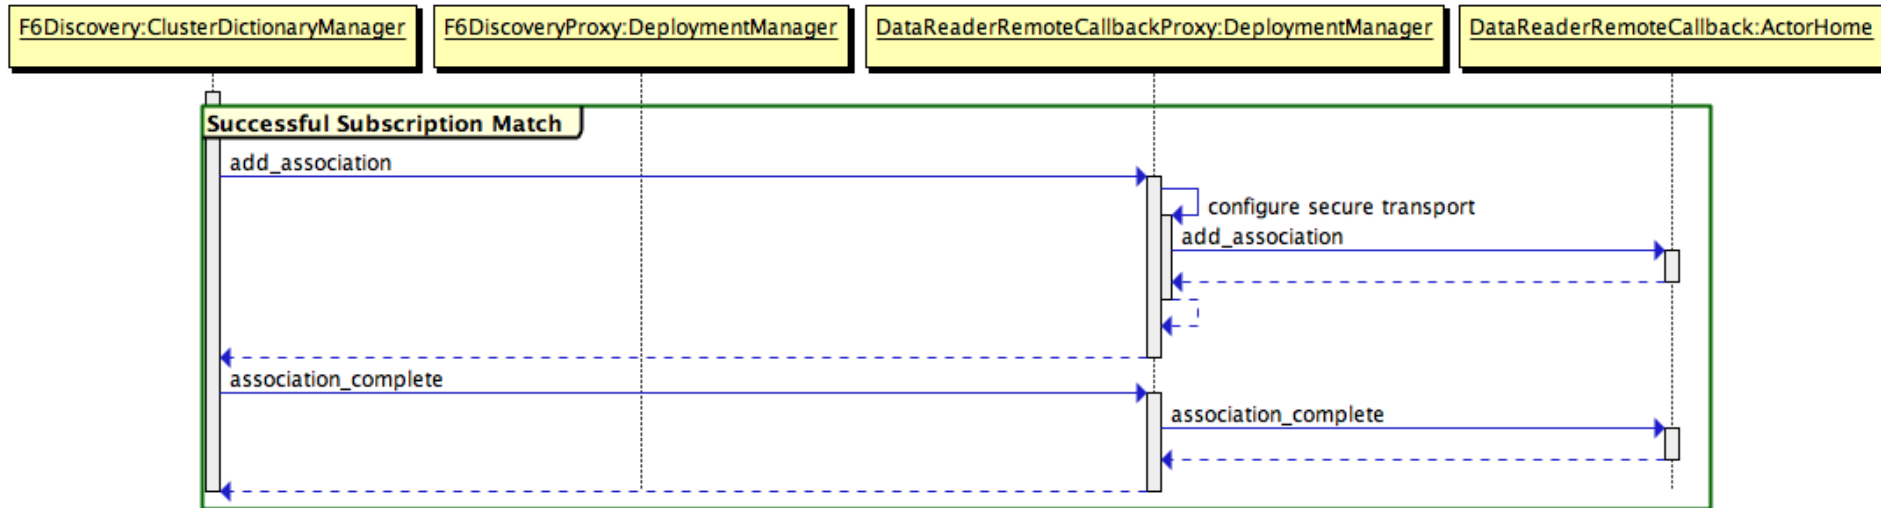 F6Discovery:ClusterDictionaryManager
F6DiscoveryProxy:DeploymentManager
DataReaderRemoteCallbackProxy:DeploymentManager
DataReaderRemoteCallback:ActorHome
Successful Subscription Match
add_association
configure secure transport
add_association
association_complete
association_complete